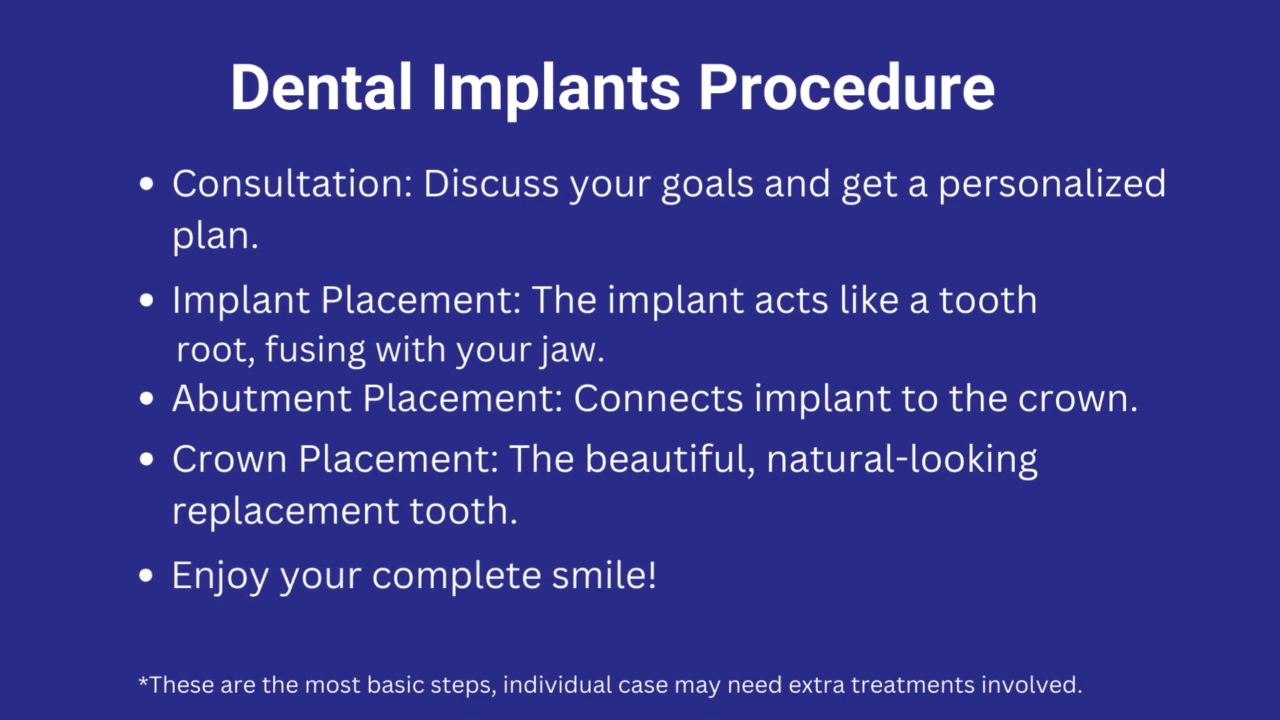 Dental Implants Procedure
• Consultation: Discuss your goals and get a personalized
plan.
• Implant Placement: The implant acts like a tooth
root, fusing with your jaw.
• Abutment Placement: Connects implant to the crown.
• Crown Placement: The beautiful, natural-looking
replacement tooth.
• Enjoy your complete smile!
*These are the most basic steps, individual case may need extra treatments involved.